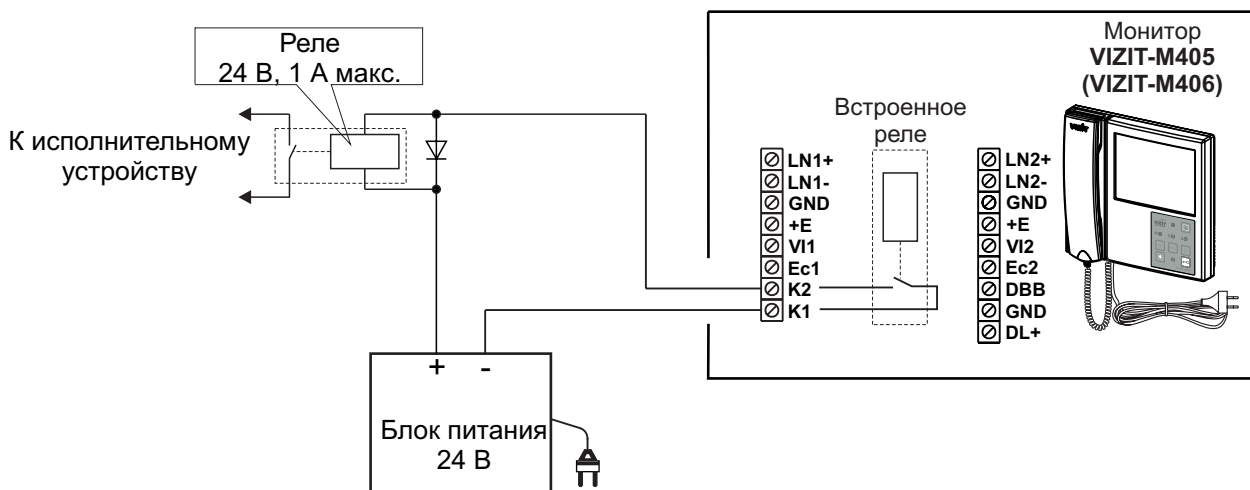 Реле
24 В, 1 А макс.
К исполнительному
устройству
Монитор
VIZIT-M405
(VIZIT-M406)
Встроенное
реле
LN1+
LN1-
GND
+E
VI1
Ec1
K2
K1
LN2+
LN2-
GND
+E
VI2
Ec2
DBB
GND
DL+
+ -
Блок питания
24 В